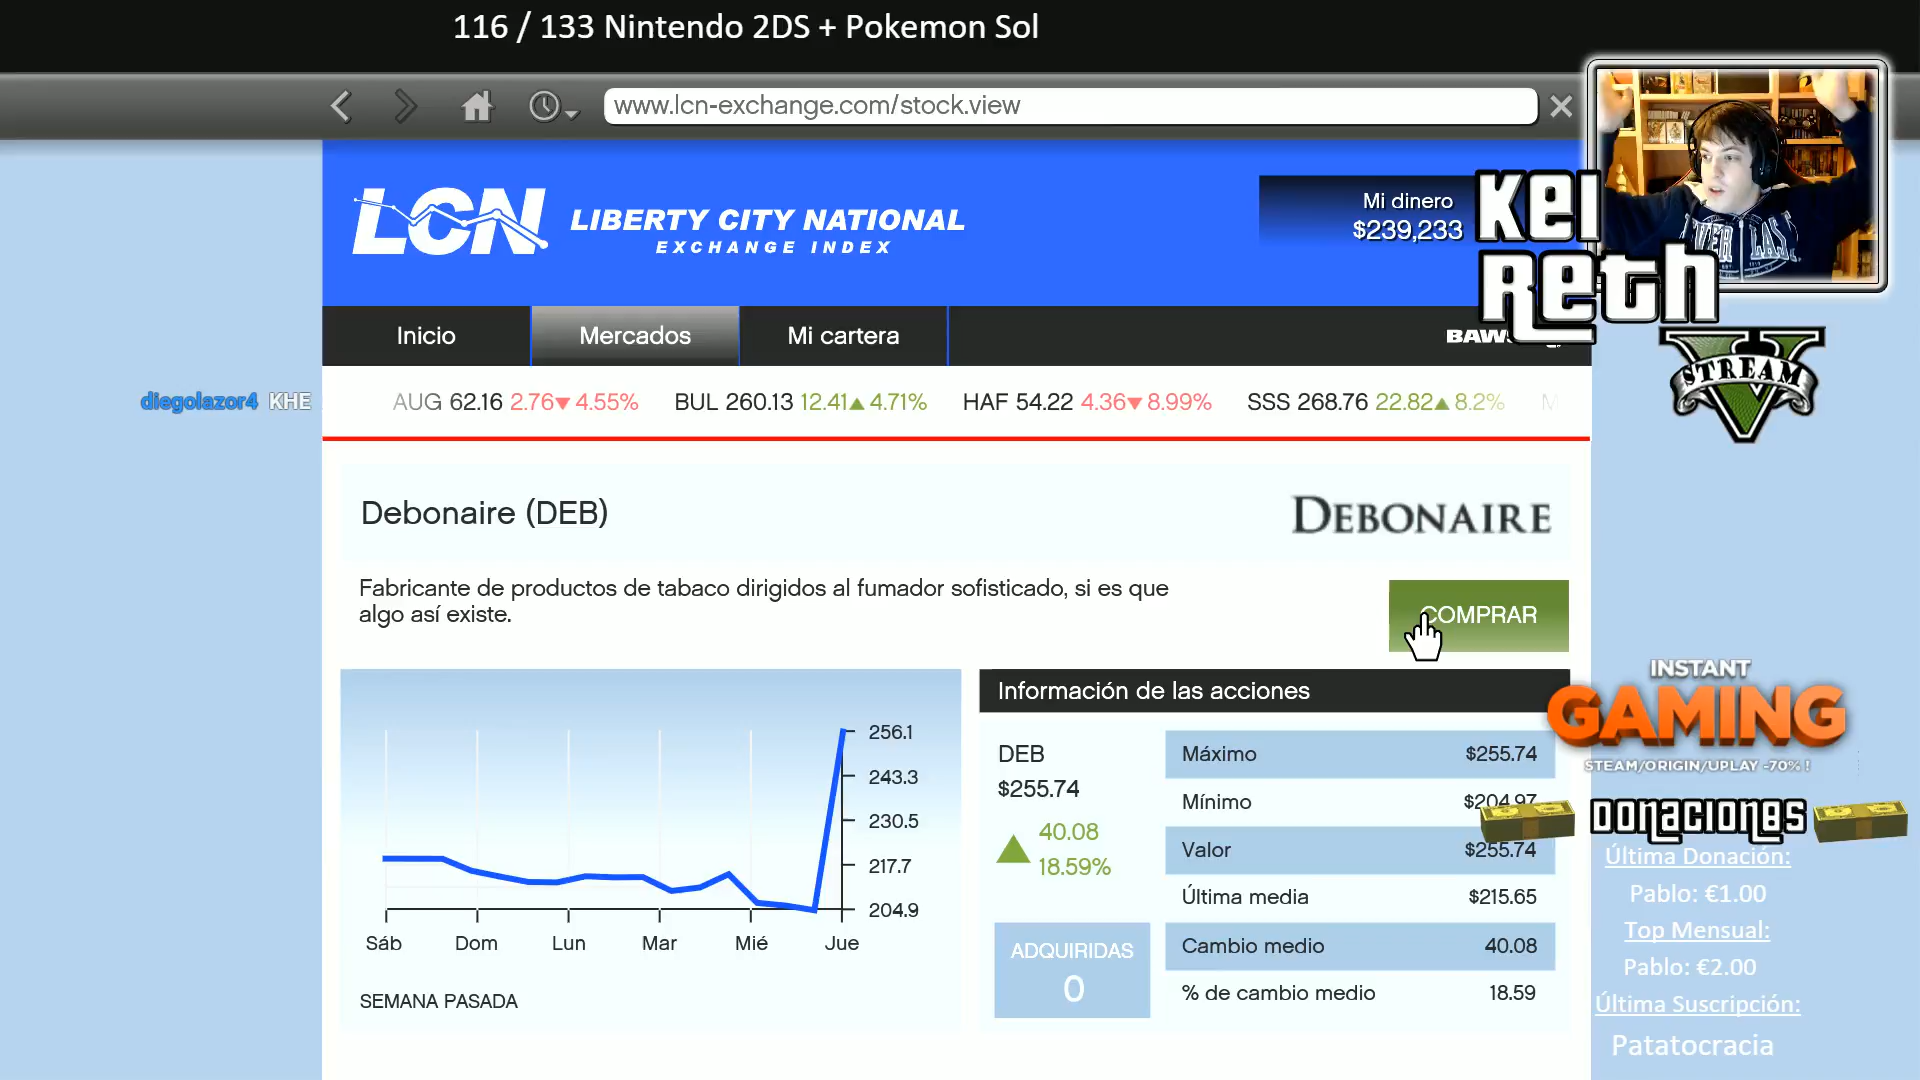 116 / 133 Nintendo 2DS + Pokemon Sol
www.lcn-exchange.com/stock.view
LCN
LIBERTY CITY NATIONAL
EXCHANGE INDEX
Mi dinero
$239,233
Kel
Reth
V
STREAM
EVER LAST
Inicio
Mercados
Mi cartera
diegolazor4 KHE
AUG 62.16 2.76▼ 4.55% BUL 260.13 12.41▲ 4.71% HAF 54.22 4.36▼ 8.99% SSS 268.76 22.82▲ 8.2%
Debonaire (DEB)
DEBONAIRE
Fabricante de productos de tabaco dirigidos al fumador sofisticado, si es que
algo así existe.
COMPRAR
256.1
243.3
230.5
217.7
204.9
Sáb Dom Lun Mar Mié Jue
SEMANA PASADA
Información de las acciones
DEB
$255.74
40.08
18.59%
ADQUIRIDAS
0
Máximo $255.74
Mínimo $204.97
Valor $255.74
Última media $215.65
Cambio medio 40.08
% de cambio medio 18.59
INSTANT
GAMING
STEAM/ORIGIN/UPLAY -70% !
DONACION8S
Última Donación:
Pablo: €1.00
Top Mensual:
Pablo: €2.00
Última Suscripción:
Patatocracia